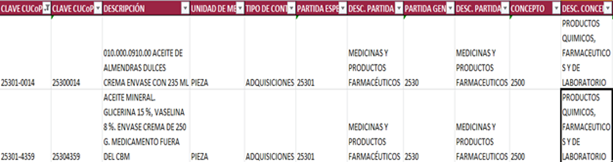 CLAVE CUCoP CLAVE CUCoP DESCRIPCIÓN UNIDAD DE ME TIPO DE CONT PARTIDA ESPE DESC. PARTIDA PARTIDA GEN DESC. PARTIDA CONCEPTO DESC. CONCE
25301-0014 25300014 010.000.0910.00 ACEITE DE
ALMENDRAS DULCES
CREMA ENVASE CON 235 ML PIEZA ADQUISICIONES 25301 MEDICINAS Y
PRODUCTOS
FARMACÉUTICOS 2530 MEDICINAS Y
PRODUCTOS
FARMACEUTICOS 2500 PRODUCTOS
QUIMICOS,
FARMACEUTICO
S Y DE
LABORATORIO
25301-4359 25304359 ACEITE MINERAL.
GLICERINA 15 %, VASELINA
8 %. ENVASE CREMA DE 250
G. MEDICAMENTO FUERA
DEL CBM PIEZA ADQUISICIONES 25301 MEDICINAS Y
PRODUCTOS
FARMACÉUTICOS 2530 MEDICINAS Y
PRODUCTOS
FARMACEUTICOS 2500 PRODUCTOS
QUIMICOS,
FARMACEUTICO
S Y DE
LABORATORIO